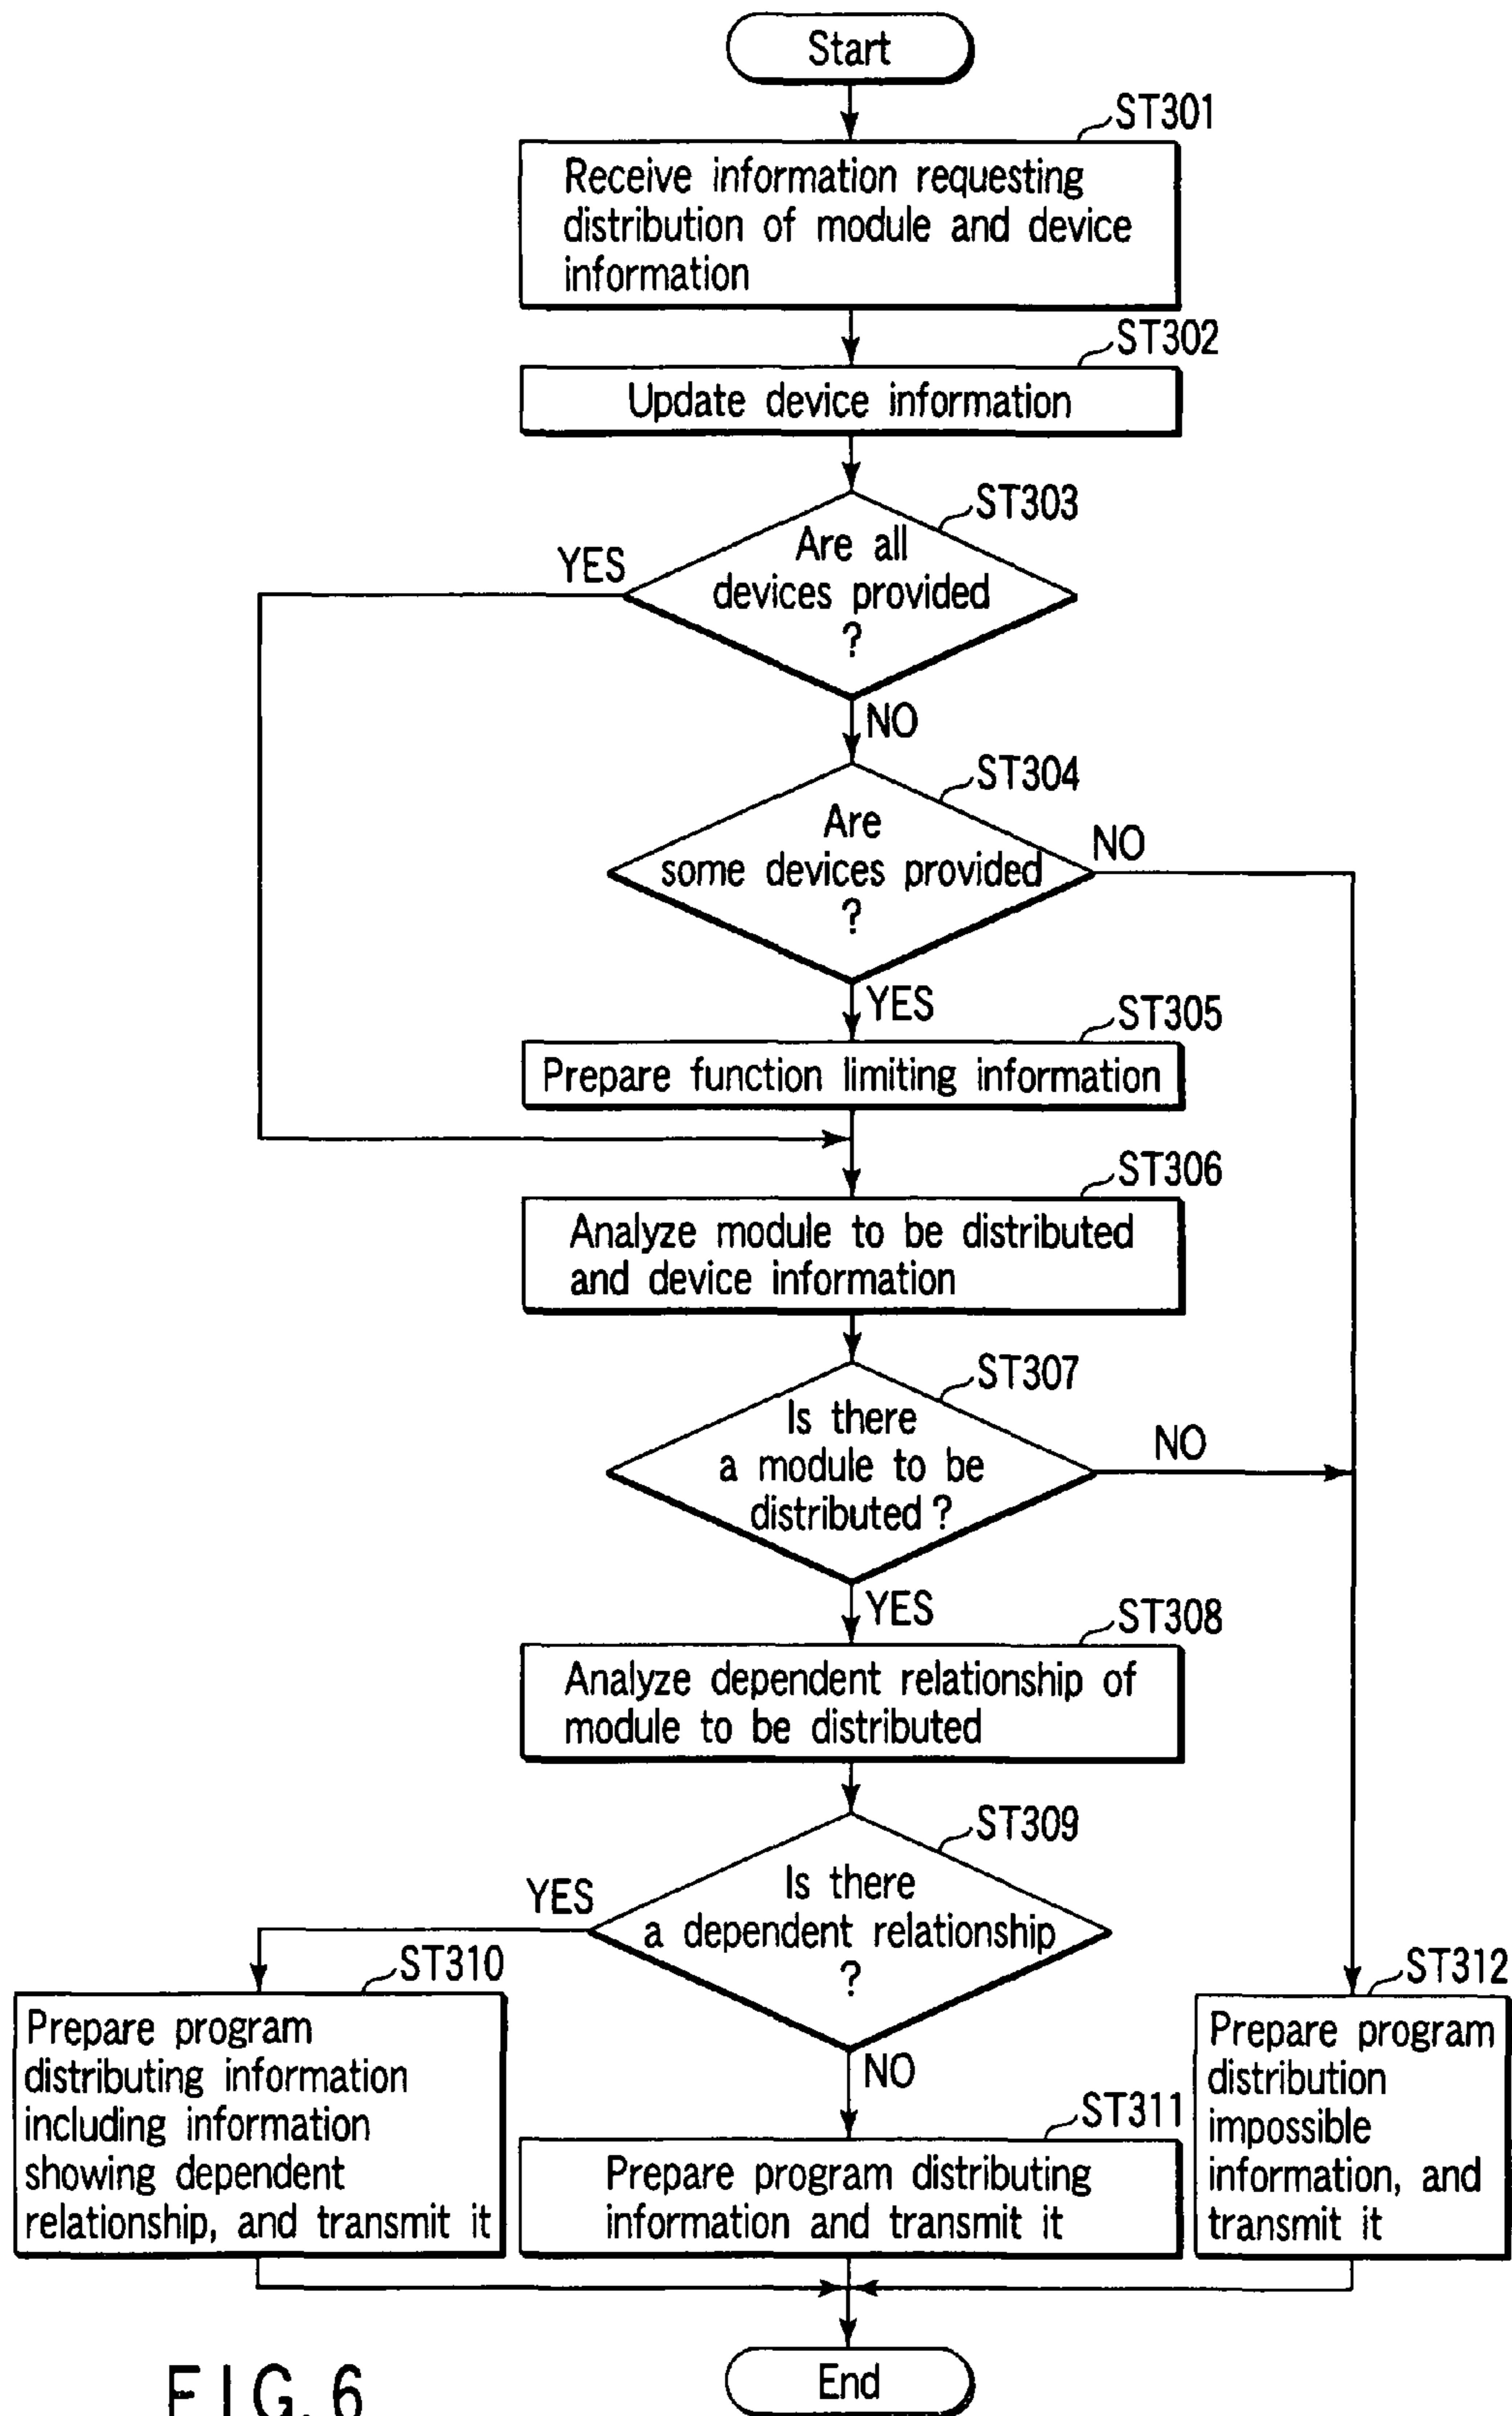 Start
ST301
Receive information requesting
distribution of module and device
information
ST302
Update device information
ST303
Are all
devices provided
?
YES
NO
ST304
Are
some devices provided
?
NO
YES
ST305
Prepare function limiting information
ST306
Analyze module to be distributed
and device information
ST307
Is there
a module to be
distributed ?
NO
YES
ST308
Analyze dependent relationship of
module to be distributed
ST309
Is there
a dependent relationship
?
YES
NO
ST310
Prepare program
distributing information
including information
showing dependent
relationship, and transmit it
ST311
Prepare program distributing
information and transmit it
ST312
Prepare program
distribution
impossible
information, and
transmit it
End
FIG. 6